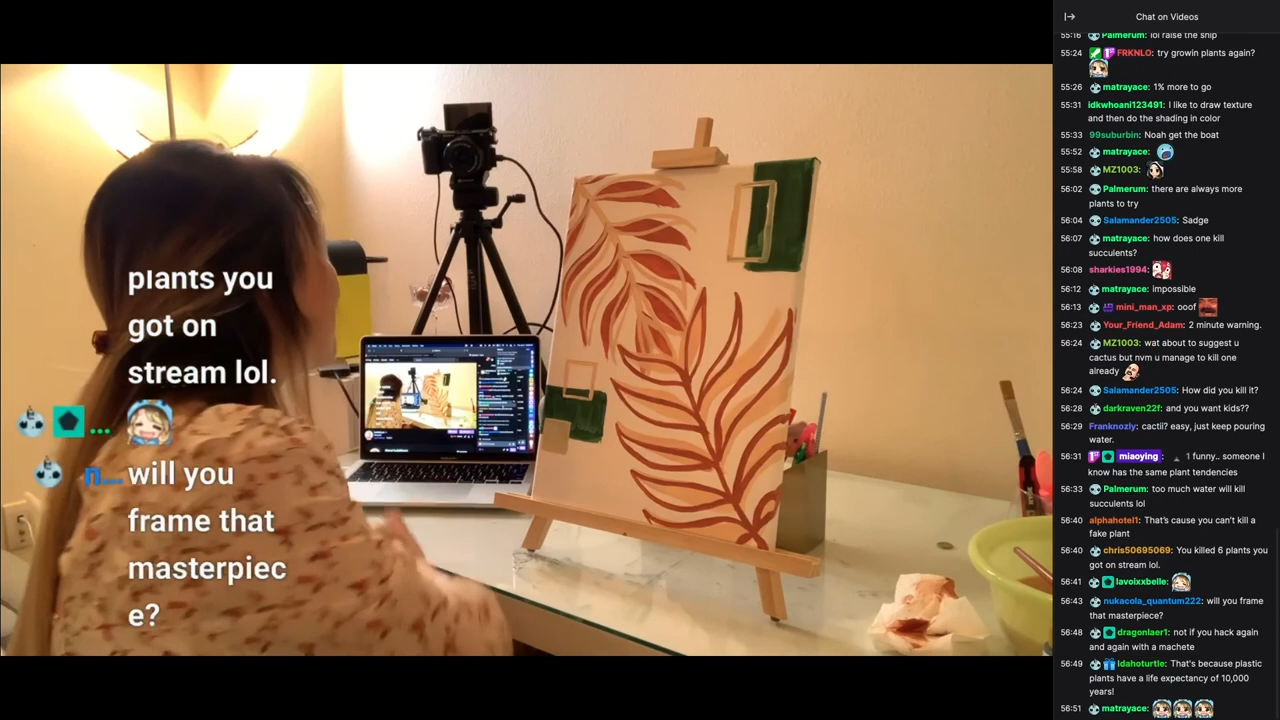 plants you
got on
stream lol.
...
n... will you
frame that
masterpiec
e?
Chat on Videos
55:16 Palmerum: lol raise the ship
55:24 FRKNLO: try growin plants again?
55:26 matrayace: 1% more to go
55:31 idkwhoani123491: I like to draw texture
and then do the shading in color
55:33 99suburbin: Noah get the boat
55:52 matrayace:
55:58 MZ1003:
56:02 Palmerum: there are always more
plants to try
56:04 Salamander2505: Sadge
56:07 matrayace: how does one kill
succulents?
56:08 sharkies1994:
56:12 matrayace: impossible
56:13 mini_man_xp: ooof
56:23 Your_Friend_Adam: 2 minute warning.
56:24 MZ1003: wat about to suggest u
cactus but nvm u manage to kill one
already
56:24 Salamander2505: How did you kill it?
56:28 darkraven22f: and you want kids??
56:29 Franknozly: cactii? easy, just keep pouring
water.
56:31 miaoying: 1 funny.. someone I
know has the same plant tendencies
56:33 Palmerum: too much water will kill
succulents lol
56:40 alphahotel1: That's cause you can't kill a
fake plant
56:40 chris50695069: You killed 6 plants you
got on stream lol.
56:41 lavoixxbelle:
56:43 nukacola_quantum222: will you frame
that masterpiece?
56:48 dragonlaer1: not if you hack again
and again with a machete
56:49 Idahoturtle: That's because plastic
plants have a life expectancy of 10,000
years!
56:51 matrayace: